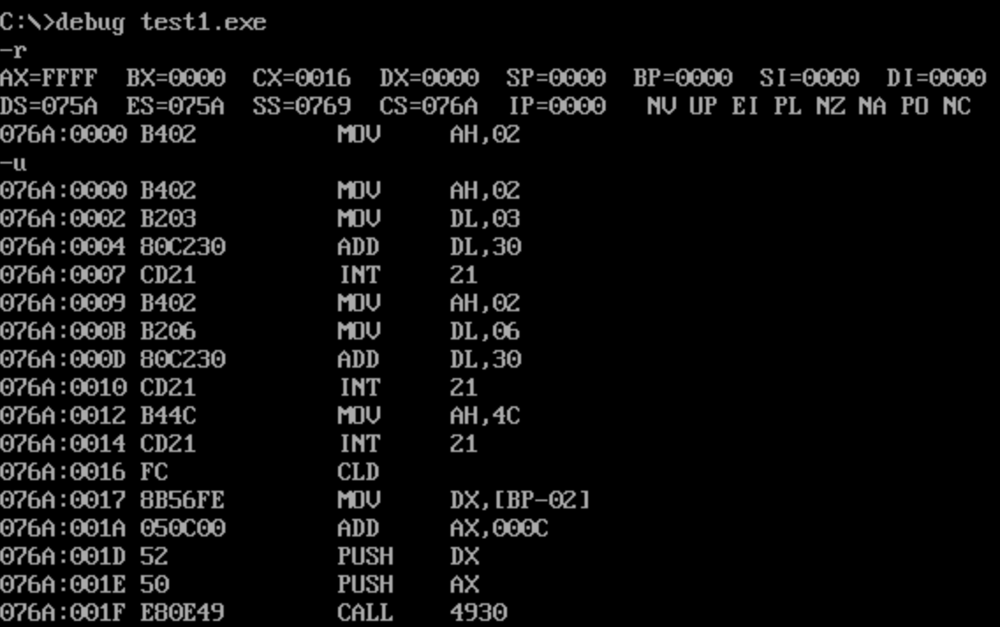 C:\>debug test1.exe
-r
AX=FFFF  BX=0000  CX=0016  DX=0000  SP=0000  BP=0000  SI=0000  DI=0000
DS=075A  ES=075A  SS=0769  CS=076A  IP=0000   NV UP EI PL NZ NA PO NC
076A:0000 B402          MOV     AH,02
-u
076A:0000 B402          MOV     AH,02
076A:0002 B203          MOV     DL,03
076A:0004 80C230        ADD     DL,30
076A:0007 CD21          INT     21
076A:0009 B402          MOV     AH,02
076A:000B B206          MOV     DL,06
076A:000D 80C230        ADD     DL,30
076A:0010 CD21          INT     21
076A:0012 B44C          MOV     AH,4C
076A:0014 CD21          INT     21
076A:0016 FC            CLD
076A:0017 8B56FE        MOV     DX,[BP-02]
076A:001A 050C00        ADD     AX,000C
076A:001D 52            PUSH    DX
076A:001E 50            PUSH    AX
076A:001F E80E49        CALL    4930